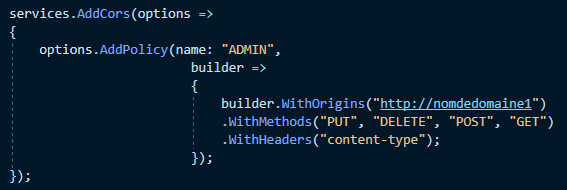 services.AddCors(options =>
{
    options.AddPolicy(name: "ADMIN",
                      builder =>
                      {
                          builder.WithOrigins("http://nomdedomaine1")
                          .WithMethods("PUT", "DELETE", "POST", "GET")
                          .WithHeaders("content-type");
                      });
});